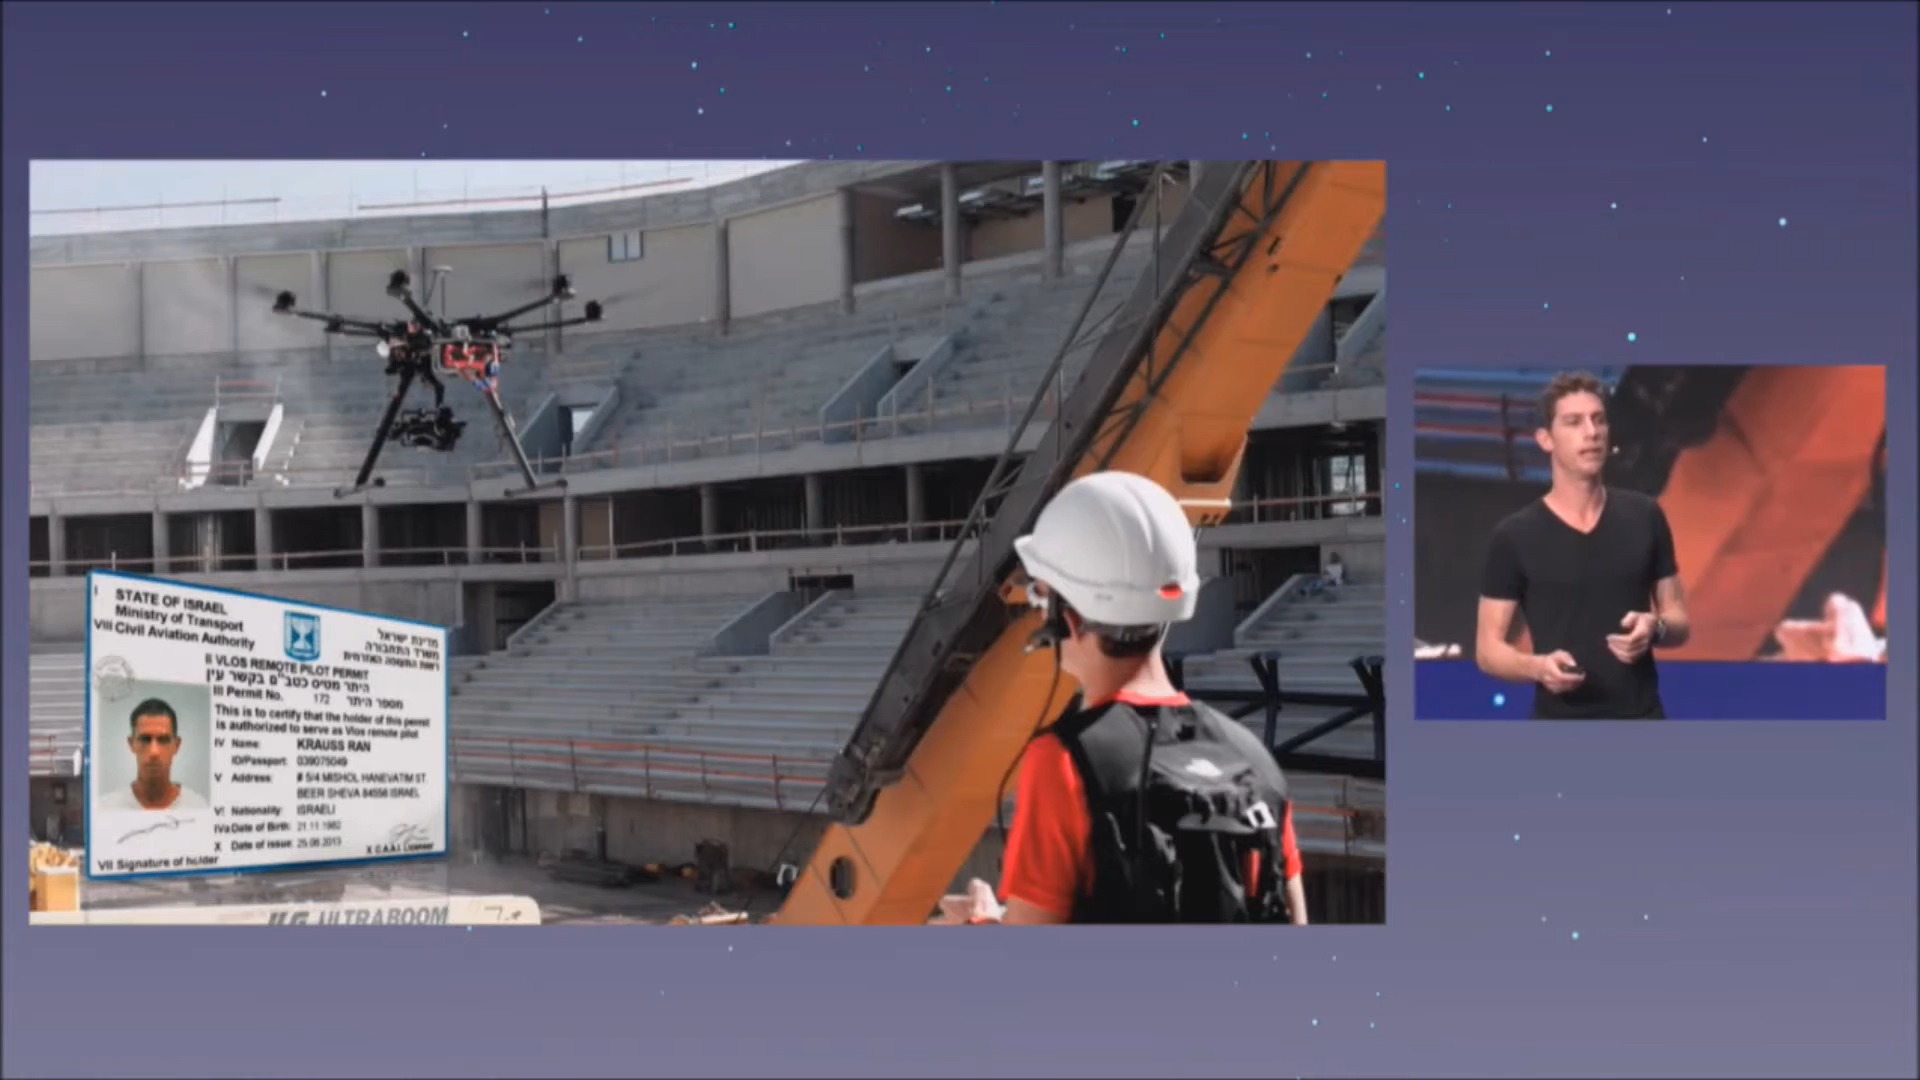 I STATE OF ISRAEL
Ministry of Transport
VIII Civil Aviation Authority
מדינת ישראל
משרד התחבורה
רשות התעופה האזרחית
II VLOS REMOTE PILOT PERMIT
היתר מטיס כטב"ם בקשר עין
III Permit No. 172 מספר היתר
This is to certify that the holder of this permit
is authorized to serve as Vlos remote pilot
IV Name: KRAUSS RAN
ID/Passport: 039075049
V Address: # 5/4 MISHOL HANEVATIM ST.
BEER SHEVA 84556 ISRAEL
VI Nationality: ISRAELI
IVa Date of Birth: 21.11.1982
X Date of issue: 25.08.2013
VII Signature of holder
ULTRABOOM